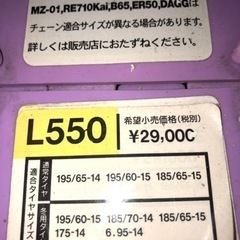 MZ-01,RE710Kai,B65,ER50,DAGGは
チェーン適合サイズが異なる場合があります。
詳しくは販売店におたずねください。
L550
希望小売価格(税別)
¥29,00C
適合タイヤサイズ
通常タイヤ
195/65-14 195/60-15 185/65-15
冬用タイ
195/60-15 185/70-14 185/65-15
175-14 6.95-14